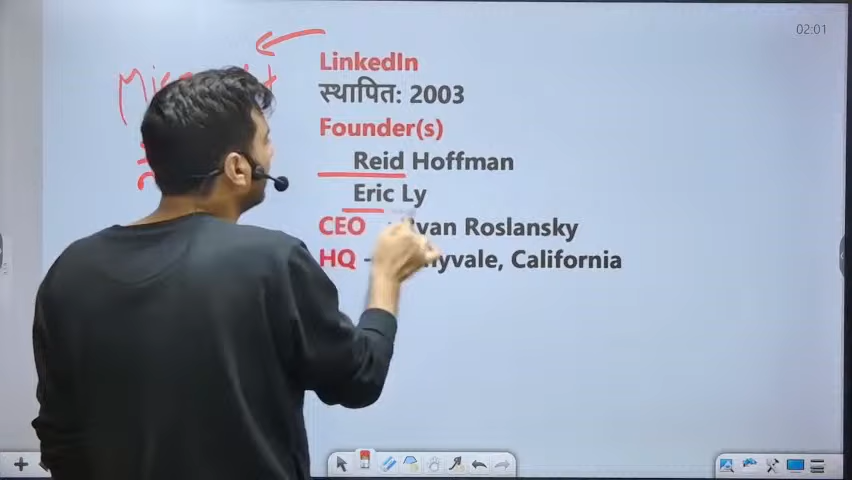 02:01
LinkedIn
स्थापित: 2003
Founder(s)
Reid Hoffman
Eric Ly
CEO - Roslansky
HQ - California